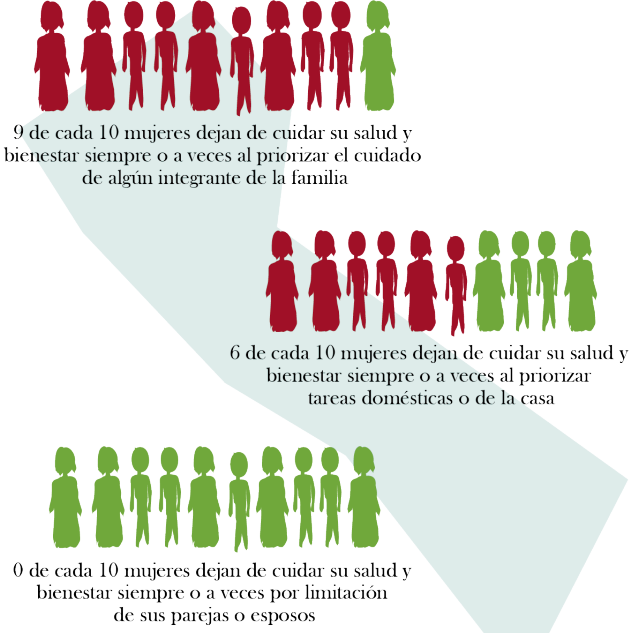 9 de cada 10 mujeres dejan de cuidar su salud y
bienestar siempre o a veces al priorizar el cuidado
de algún integrante de la familia
6 de cada 10 mujeres dejan de cuidar su salud y
bienestar siempre o a veces al priorizar
tareas domésticas o de la casa
0 de cada 10 mujeres dejan de cuidar su salud y
bienestar siempre o a veces por limitación
de sus parejas o esposos